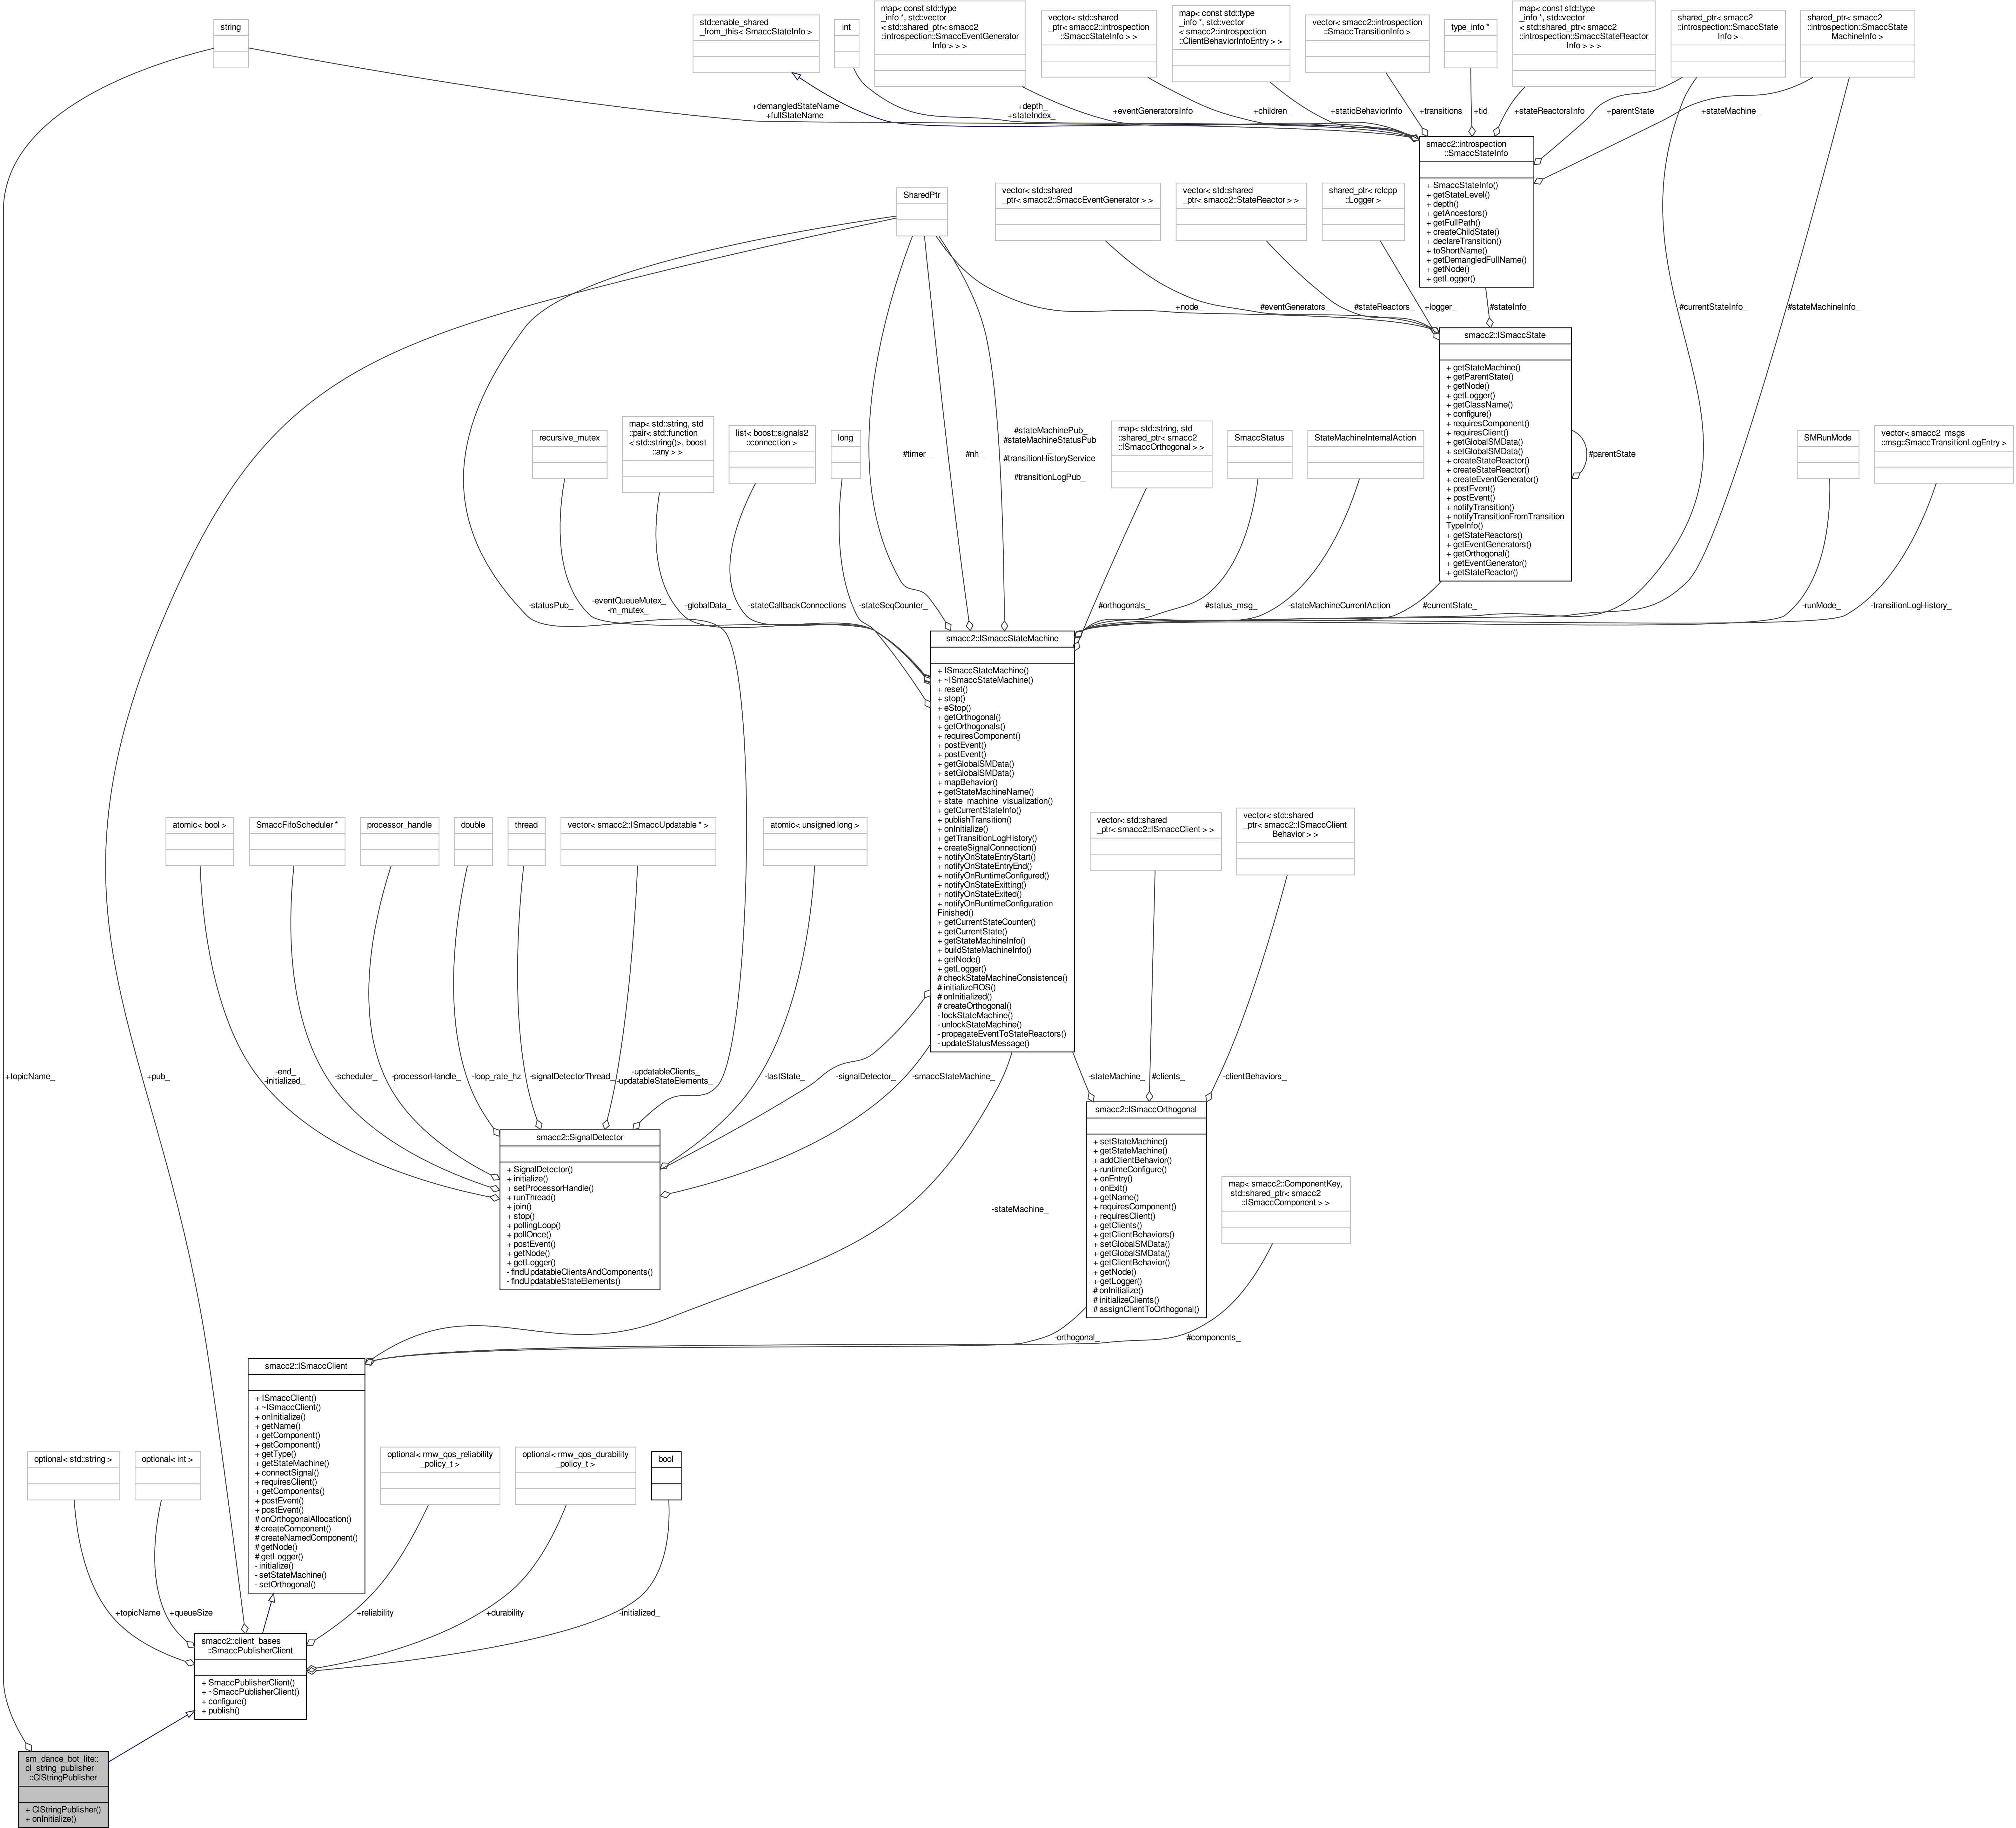 string
std::enable_shared
_from_this< SmaccStateInfo >
int
map< const std::type
_info *, std::vector
< std::shared_ptr< smacc2
::introspection::SmaccEventGenerator
Info > > >
vector< std::shared
_ptr< smacc2::introspection
::SmaccStateInfo > >
map< const std::type
_info *, std::vector
< smacc2::introspection
::ClientBehaviorInfoEntry > >
vector< smacc2::introspection
::SmaccTransitionInfo >
type_info *
map< const std::type
_info *, std::vector
< std::shared_ptr< smacc2
::introspection::SmaccStateReactor
Info > > >
shared_ptr< smacc2
::introspection::SmaccState
Info >
shared_ptr< smacc2
::introspection::SmaccState
MachineInfo >
+demangledStateName
+fullStateName
+depth_
+stateIndex_
+eventGeneratorsInfo
+children_
+staticBehaviorInfo
+transitions_
+tid_
+stateReactorsInfo
+parentState_
+stateMachine_
smacc2::introspection
::SmaccStateInfo
+ SmaccStateInfo()
+ getStateLevel()
+ depth()
+ getAncestors()
+ getFullPath()
+ createChildState()
+ declareTransition()
+ toShortName()
+ getDemangledFullName()
+ getNode()
+ getLogger()
SharedPtr
vector< std::shared
_ptr< smacc2::SmaccEventGenerator > >
vector< std::shared
_ptr< smacc2::StateReactor > >
shared_ptr< rclcpp
::Logger >
+node_
#eventGenerators_
#stateReactors_
+logger_
#stateInfo_
#currentStateInfo_
#stateMachineInfo_
smacc2::ISmaccState
+ getStateMachine()
+ getParentState()
+ getNode()
+ getLogger()
+ getClassName()
+ configure()
+ requiresComponent()
+ requiresClient()
+ getGlobalSMData()
+ setGlobalSMData()
+ createStateReactor()
+ createStateReactor()
+ createEventGenerator()
+ postEvent()
+ postEvent()
+ notifyTransition()
+ notifyTransitionFromTransition
TypeInfo()
+ getStateReactors()
+ getEventGenerators()
+ getOrthogonal()
+ getEventGenerator()
+ getStateReactor()
#parentState_
recursive_mutex
map< std::string, std
::pair< std::function
< std::string()>, boost
::any > >
list< boost::signals2
::connection >
long
#timer_
#nh_
#stateMachinePub_
#stateMachineStatusPub
_
#transitionHistoryService
_
#transitionLogPub_
map< std::string, std
::shared_ptr< smacc2
::ISmaccOrthogonal > >
SmaccStatus
StateMachineInternalAction
SMRunMode
vector< smacc2_msgs
::msg::SmaccTransitionLogEntry >
-statusPub_
-eventQueueMutex_
-m_mutex_
-globalData_
-stateCallbackConnections
-stateSeqCounter_
#orthogonals_
#status_msg_
-stateMachineCurrentAction
#currentState_
-runMode_
-transitionLogHistory_
smacc2::ISmaccStateMachine
+ ISmaccStateMachine()
+ ~ISmaccStateMachine()
+ reset()
+ stop()
+ eStop()
+ getOrthogonal()
+ getOrthogonals()
+ requiresComponent()
+ postEvent()
+ postEvent()
+ getGlobalSMData()
+ setGlobalSMData()
+ mapBehavior()
+ getStateMachineName()
+ state_machine_visualization()
+ getCurrentStateInfo()
+ publishTransition()
+ onInitialize()
+ getTransitionLogHistory()
+ createSignalConnection()
+ notifyOnStateEntryStart()
+ notifyOnStateEntryEnd()
+ notifyOnRuntimeConfigured()
+ notifyOnStateExitting()
+ notifyOnStateExited()
+ notifyOnRuntimeConfiguration
Finished()
+ getCurrentStateCounter()
+ getCurrentState()
+ getStateMachineInfo()
+ buildStateMachineInfo()
+ getNode()
+ getLogger()
# checkStateMachineConsistence()
# initializeROS()
# onInitialized()
# createOrthogonal()
- lockStateMachine()
- unlockStateMachine()
- propagateEventToStateReactors()
- updateStatusMessage()
atomic< bool >
SmaccFifoScheduler *
processor_handle
double
thread
vector< smacc2::ISmaccUpdatable * >
atomic< unsigned long >
vector< std::shared
_ptr< smacc2::ISmaccClient > >
vector< std::shared
_ptr< smacc2::ISmaccClient
Behavior > >
+topicName_
+pub_
-end_
-initialized_
-scheduler_
-processorHandle_
-loop_rate_hz
-signalDetectorThread_
-updatableClients_
-updatableStateElements_
-lastState_
-signalDetector_
-smaccStateMachine_
-stateMachine_
#clients_
-clientBehaviors_
smacc2::SignalDetector
+ SignalDetector()
+ initialize()
+ setProcessorHandle()
+ runThread()
+ join()
+ stop()
+ pollingLoop()
+ pollOnce()
+ postEvent()
+ getNode()
+ getLogger()
- findUpdatableClientsAndComponents()
- findUpdatableStateElements()
smacc2::ISmaccOrthogonal
+ setStateMachine()
+ getStateMachine()
+ addClientBehavior()
+ runtimeConfigure()
+ onEntry()
+ onExit()
+ getName()
+ requiresComponent()
+ requiresClient()
+ getClients()
+ getClientBehaviors()
+ setGlobalSMData()
+ getGlobalSMData()
+ getClientBehavior()
+ getNode()
+ getLogger()
# onInitialize()
# initializeClients()
# assignClientToOrthogonal()
map< smacc2::ComponentKey,
std::shared_ptr< smacc2
::ISmaccComponent > >
-stateMachine_
-orthogonal_
#components_
smacc2::ISmaccClient
+ ISmaccClient()
+ ~ISmaccClient()
+ onInitialize()
+ getName()
+ getComponent()
+ getComponent()
+ getType()
+ getStateMachine()
+ connectSignal()
+ requiresClient()
+ getComponents()
+ postEvent()
+ postEvent()
# onOrthogonalAllocation()
# createComponent()
# createNamedComponent()
# getNode()
# getLogger()
- initialize()
- setStateMachine()
- setOrthogonal()
optional< std::string >
optional< int >
optional< rmw_qos_reliability
_policy_t >
optional< rmw_qos_durability
_policy_t >
bool
+topicName
+queueSize
+reliability
+durability
-initialized_
smacc2::client_bases
::SmaccPublisherClient
+ SmaccPublisherClient()
+ ~SmaccPublisherClient()
+ configure()
+ publish()
sm_dance_bot_lite::
cl_string_publisher
::ClStringPublisher
+ ClStringPublisher()
+ onInitialize()